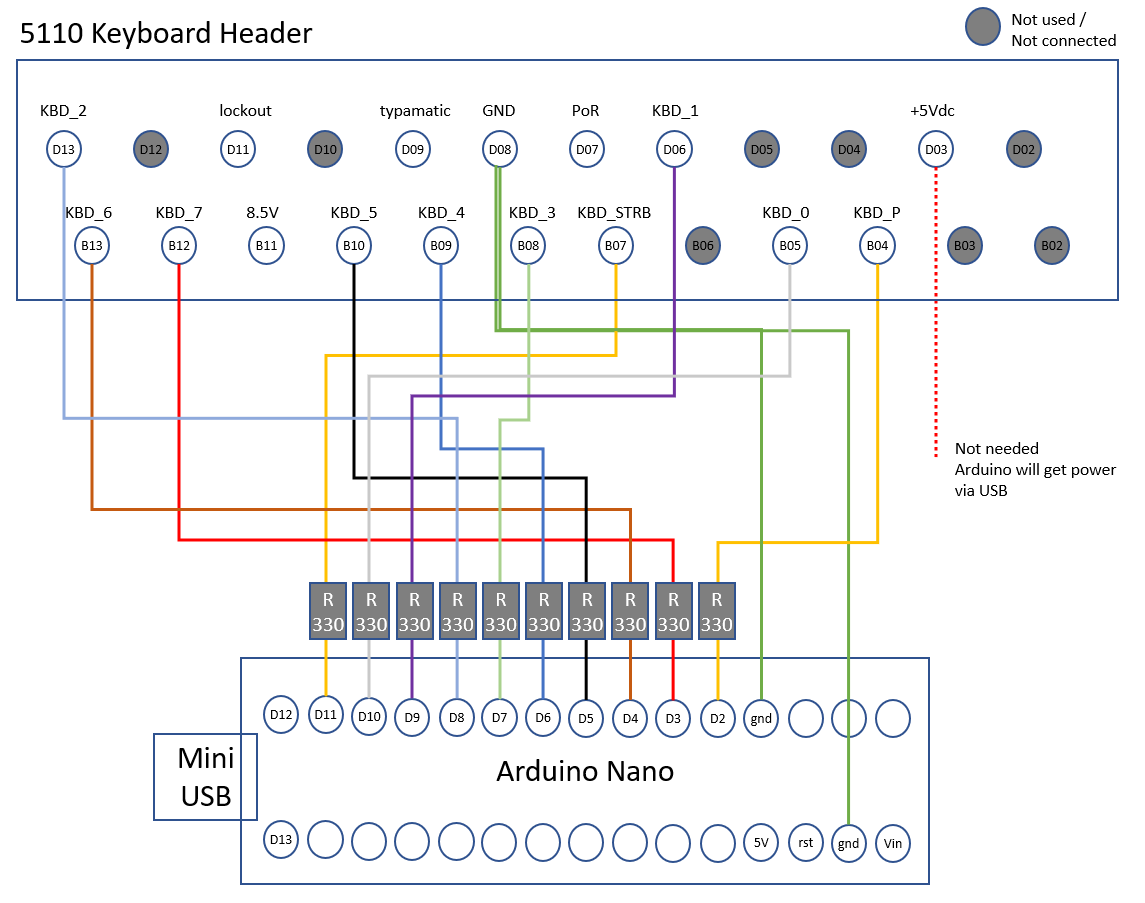 5110 Keyboard Header
Not used /
Not connected
KBD_2 lockout typamatic GND PoR KBD_1 +5Vdc
D13 D12 D11 D10 D09 D08 D07 D06 D05 D04 D03 D02
KBD_6 KBD_7 8.5V KBD_5 KBD_4 KBD_3 KBD_STRB KBD_0 KBD_P
B13 B12 B11 B10 B09 B08 B07 B06 B05 B04 B03 B02
Not needed
Arduino will get power
via USB
R R R R R R R R R R
330 330 330 330 330 330 330 330 330 330
D12 D11 D10 D9 D8 D7 D6 D5 D4 D3 D2 gnd
Mini
USB
Arduino Nano
D13 5V rst gnd Vin